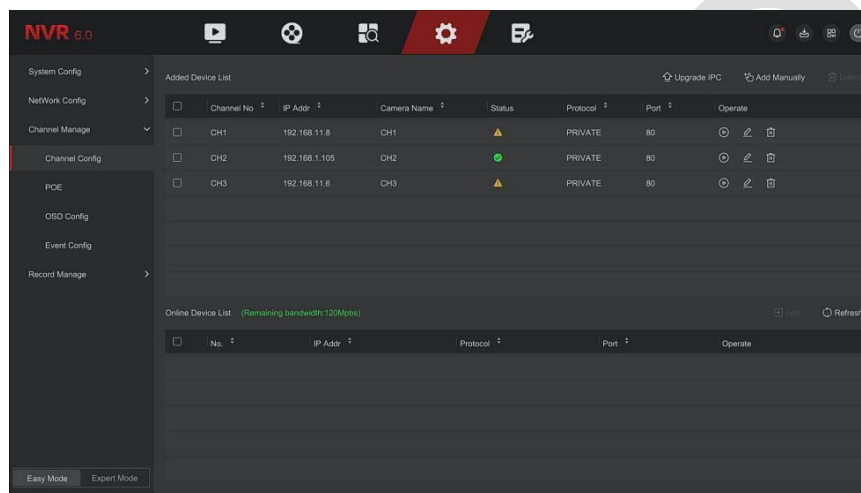 NVR 6.0
System Config
NetWork Config
Channel Manage
Channel Config
POE
OSD Config
Event Config
Record Manage
Easy Mode Expert Mode
Added Device List Upgrade IPC Add Manually
Channel No IP Addr Camera Name Status Protocol Port Operate
CH1 192.168.11.8 CH1 PRIVATE 80
CH2 192.168.1.105 CH2 PRIVATE 80
CH3 192.168.11.6 CH3 PRIVATE 80
Online Device List (Remaining bandwidth:120Mpbs) Add Refresh
No. IP Addr Protocol Port Operate